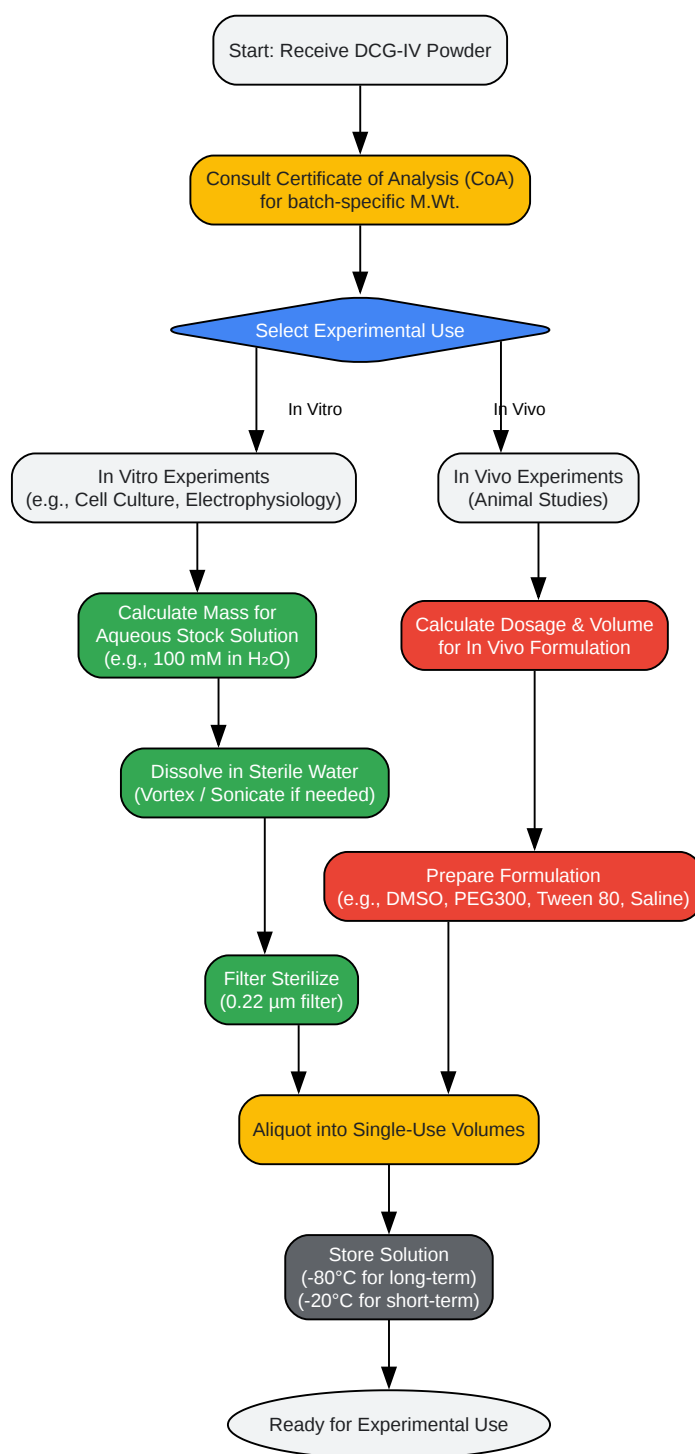 Start: Receive DCG-IV Powder
Consult Certificate of Analysis (CoA)
for batch-specific M.Wt.
Select Experimental Use
In Vitro
In Vivo
In Vitro Experiments
(e.g., Cell Culture, Electrophysiology)
In Vivo Experiments
(Animal Studies)
Calculate Mass for
Aqueous Stock Solution
(e.g., 100 mM in H₂O)
Calculate Dosage & Volume
for In Vivo Formulation
Dissolve in Sterile Water
(Vortex / Sonicate if needed)
Prepare Formulation
(e.g., DMSO, PEG300, Tween 80, Saline)
Filter Sterilize
(0.22 µm filter)
Aliquot into Single-Use Volumes
Store Solution
(-80°C for long-term)
(-20°C for short-term)
Ready for Experimental Use